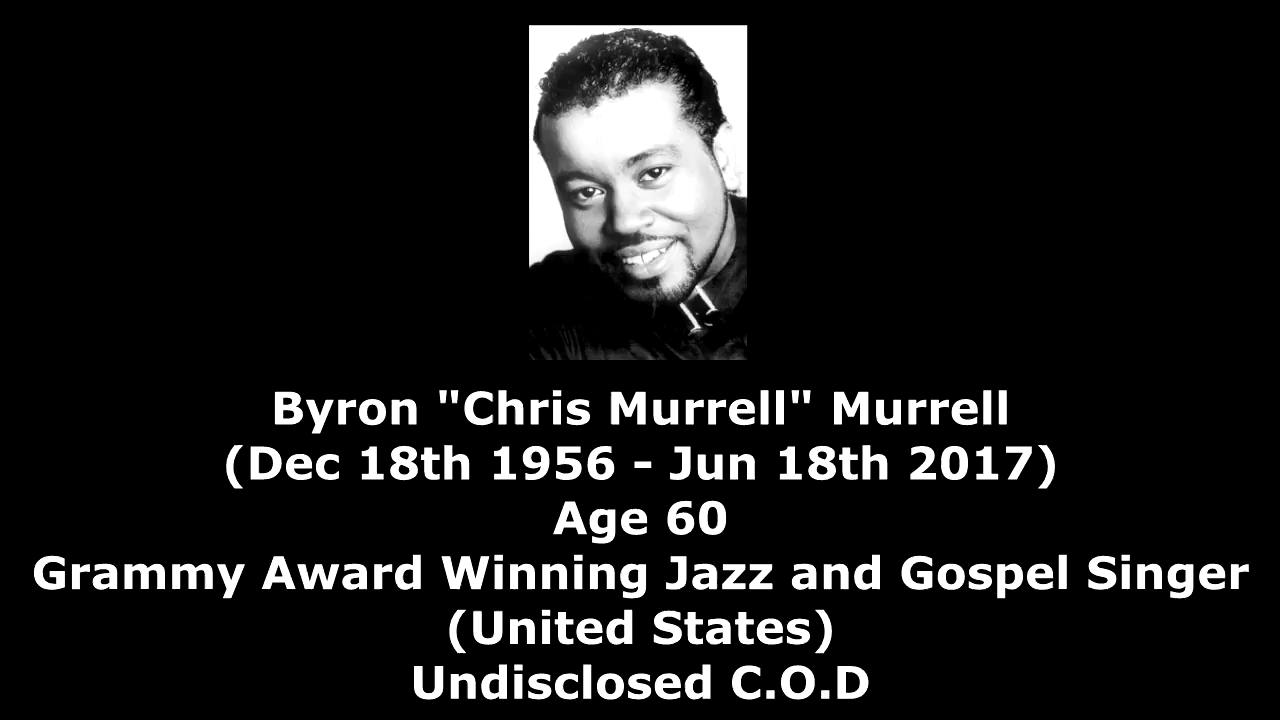 Byron "Chris Murrell" Murrell
(Dec 18th 1956 - Jun 18th 2017)
Age 60
Grammy Award Winning Jazz and Gospel Singer
(United States)
Undisclosed C.O.D